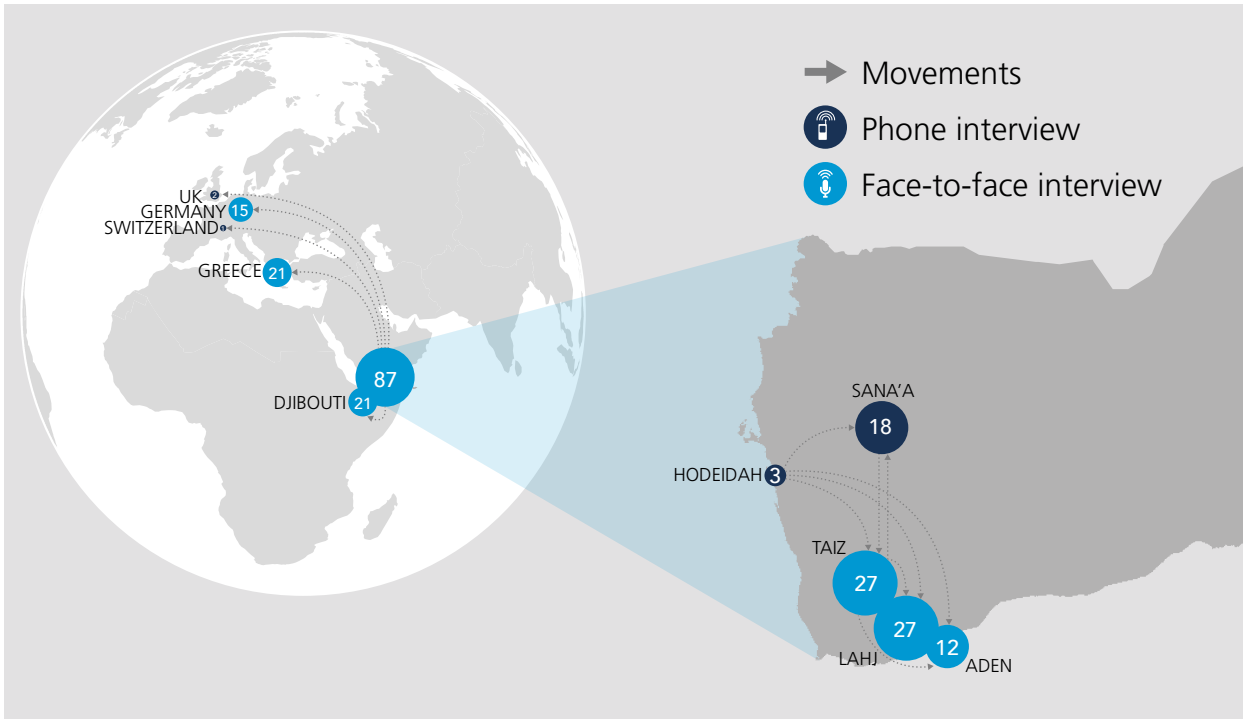 Movements
Phone interview
Face-to-face interview
UK 2
GERMANY 15
SWITZERLAND
GREECE 21
87
DJIBOUTI 21
SANA'A
18
HODEIDAH 3
TAIZ
27
27
LAHJ
12
ADEN